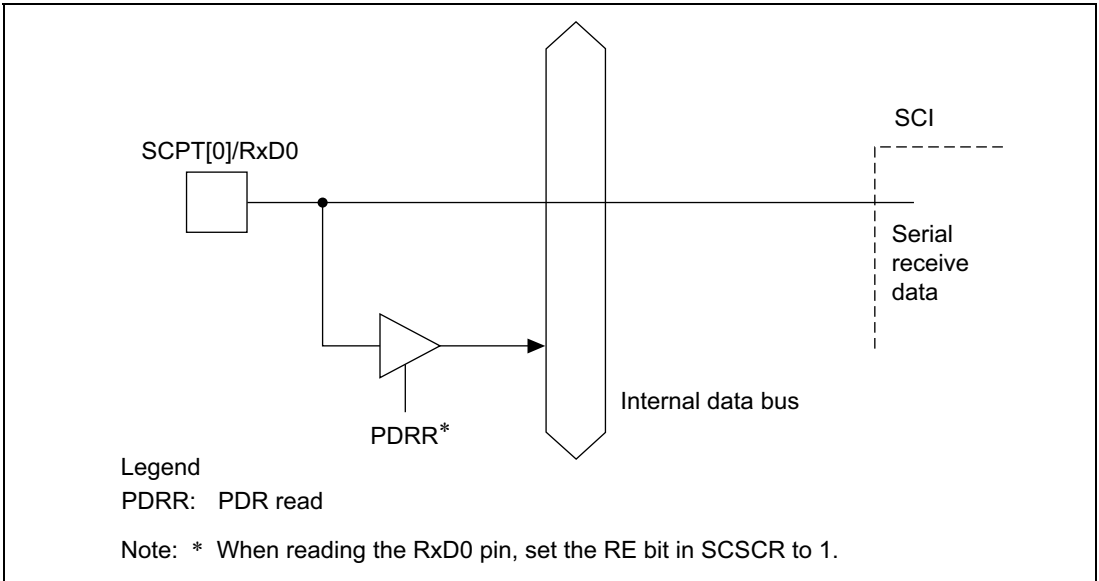 SCPT[0]/RxD0
SCI
Serial
receive
data
Internal data bus
PDRR*
Legend
PDRR: PDR read
Note: * When reading the RxD0 pin, set the RE bit in SCSCR to 1.